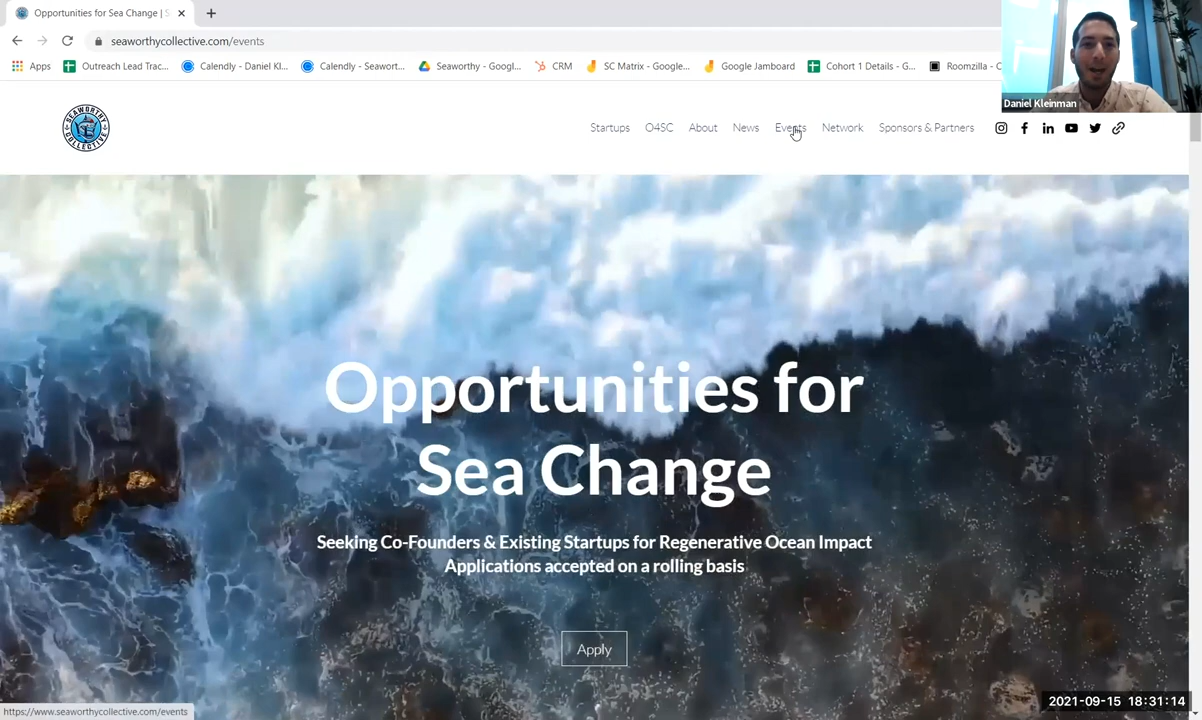 Opportunities for Sea Change | S
seaworthycollective.com/events
Apps
Outreach Lead Trac...
Calendly - Daniel Kl...
Calendly - Seawort...
Seaworthy - Googl...
CRM
SC Matrix - Google...
Google Jamboard
Cohort 1 Details - G...
Roomzilla - C
Daniel Kleinman
SEAWORTHY
COLLECTIVE
Startups
O4SC
About
News
Events
Network
Sponsors & Partners
Opportunities for
Sea Change
Seeking Co-Founders & Existing Startups for Regenerative Ocean Impact
Applications accepted on a rolling basis
Apply
https://www.seaworthycollective.com/events
2021-09-15 18:31:14